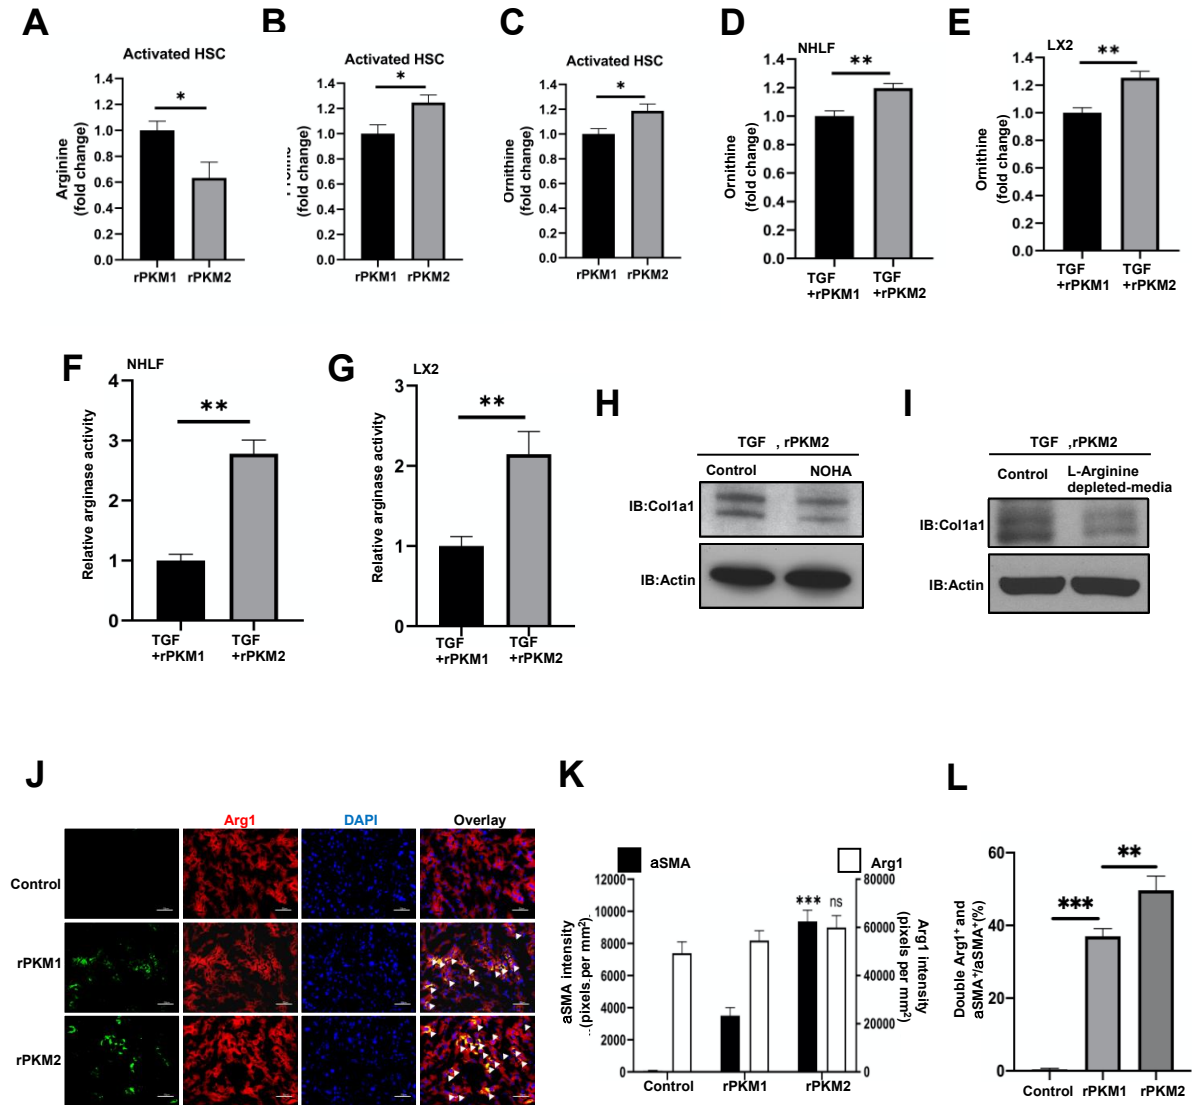 A
B
C
D
E
Activated HSC
Arginine
(fold change)
1.4
1.2
1.0
0.8
0.6
0.4
0.2
0.0
*
rPKM1 rPKM2
Activated HSC
(fold change)
1.4
1.2
1.0
0.8
0.6
0.4
0.2
0.0
*
rPKM1 rPKM2
Activated HSC
Ornithine
(fold change)
1.4
1.2
1.0
0.8
0.6
0.4
0.2
0.0
*
rPKM1 rPKM2
NHLF
Ornithine
(fold change)
1.4
1.2
1.0
0.8
0.6
0.4
0.2
0.0
**
TGF TGF
+rPKM1 +rPKM2
LX2
Ornithine
(fold change)
1.4
1.2
1.0
0.8
0.6
0.4
0.2
0.0
**
TGF TGF
+rPKM1 +rPKM2
F
NHLF
Relative arginase activity
4
3
2
1
0
**
TGF TGF
+rPKM1 +rPKM2
G
LX2
Relative arginase activity
3
2
1
0
**
TGF TGF
+rPKM1 +rPKM2
H
TGF , rPKM2
Control NOHA
IB:Col1a1
IB:Actin
I
TGF ,rPKM2
Control
L-Arginine
depleted-media
IB:Col1a1
IB:Actin
J
Arg1 DAPI Overlay
Control
rPKM1
rPKM2
K
aSMA
Arg1
aSMA intensity
(pixels.per mm²)
12000
10000
8000
6000
4000
2000
0
*** ns
80000
60000
40000
20000
0
Arg1 intensity
(pixels per mm²)
Control rPKM1 rPKM2
L
Double Arg1⁺ and
aSMA⁺/aSMA⁺(%)
60
40
20
0
***
**
Control rPKM1 rPKM2